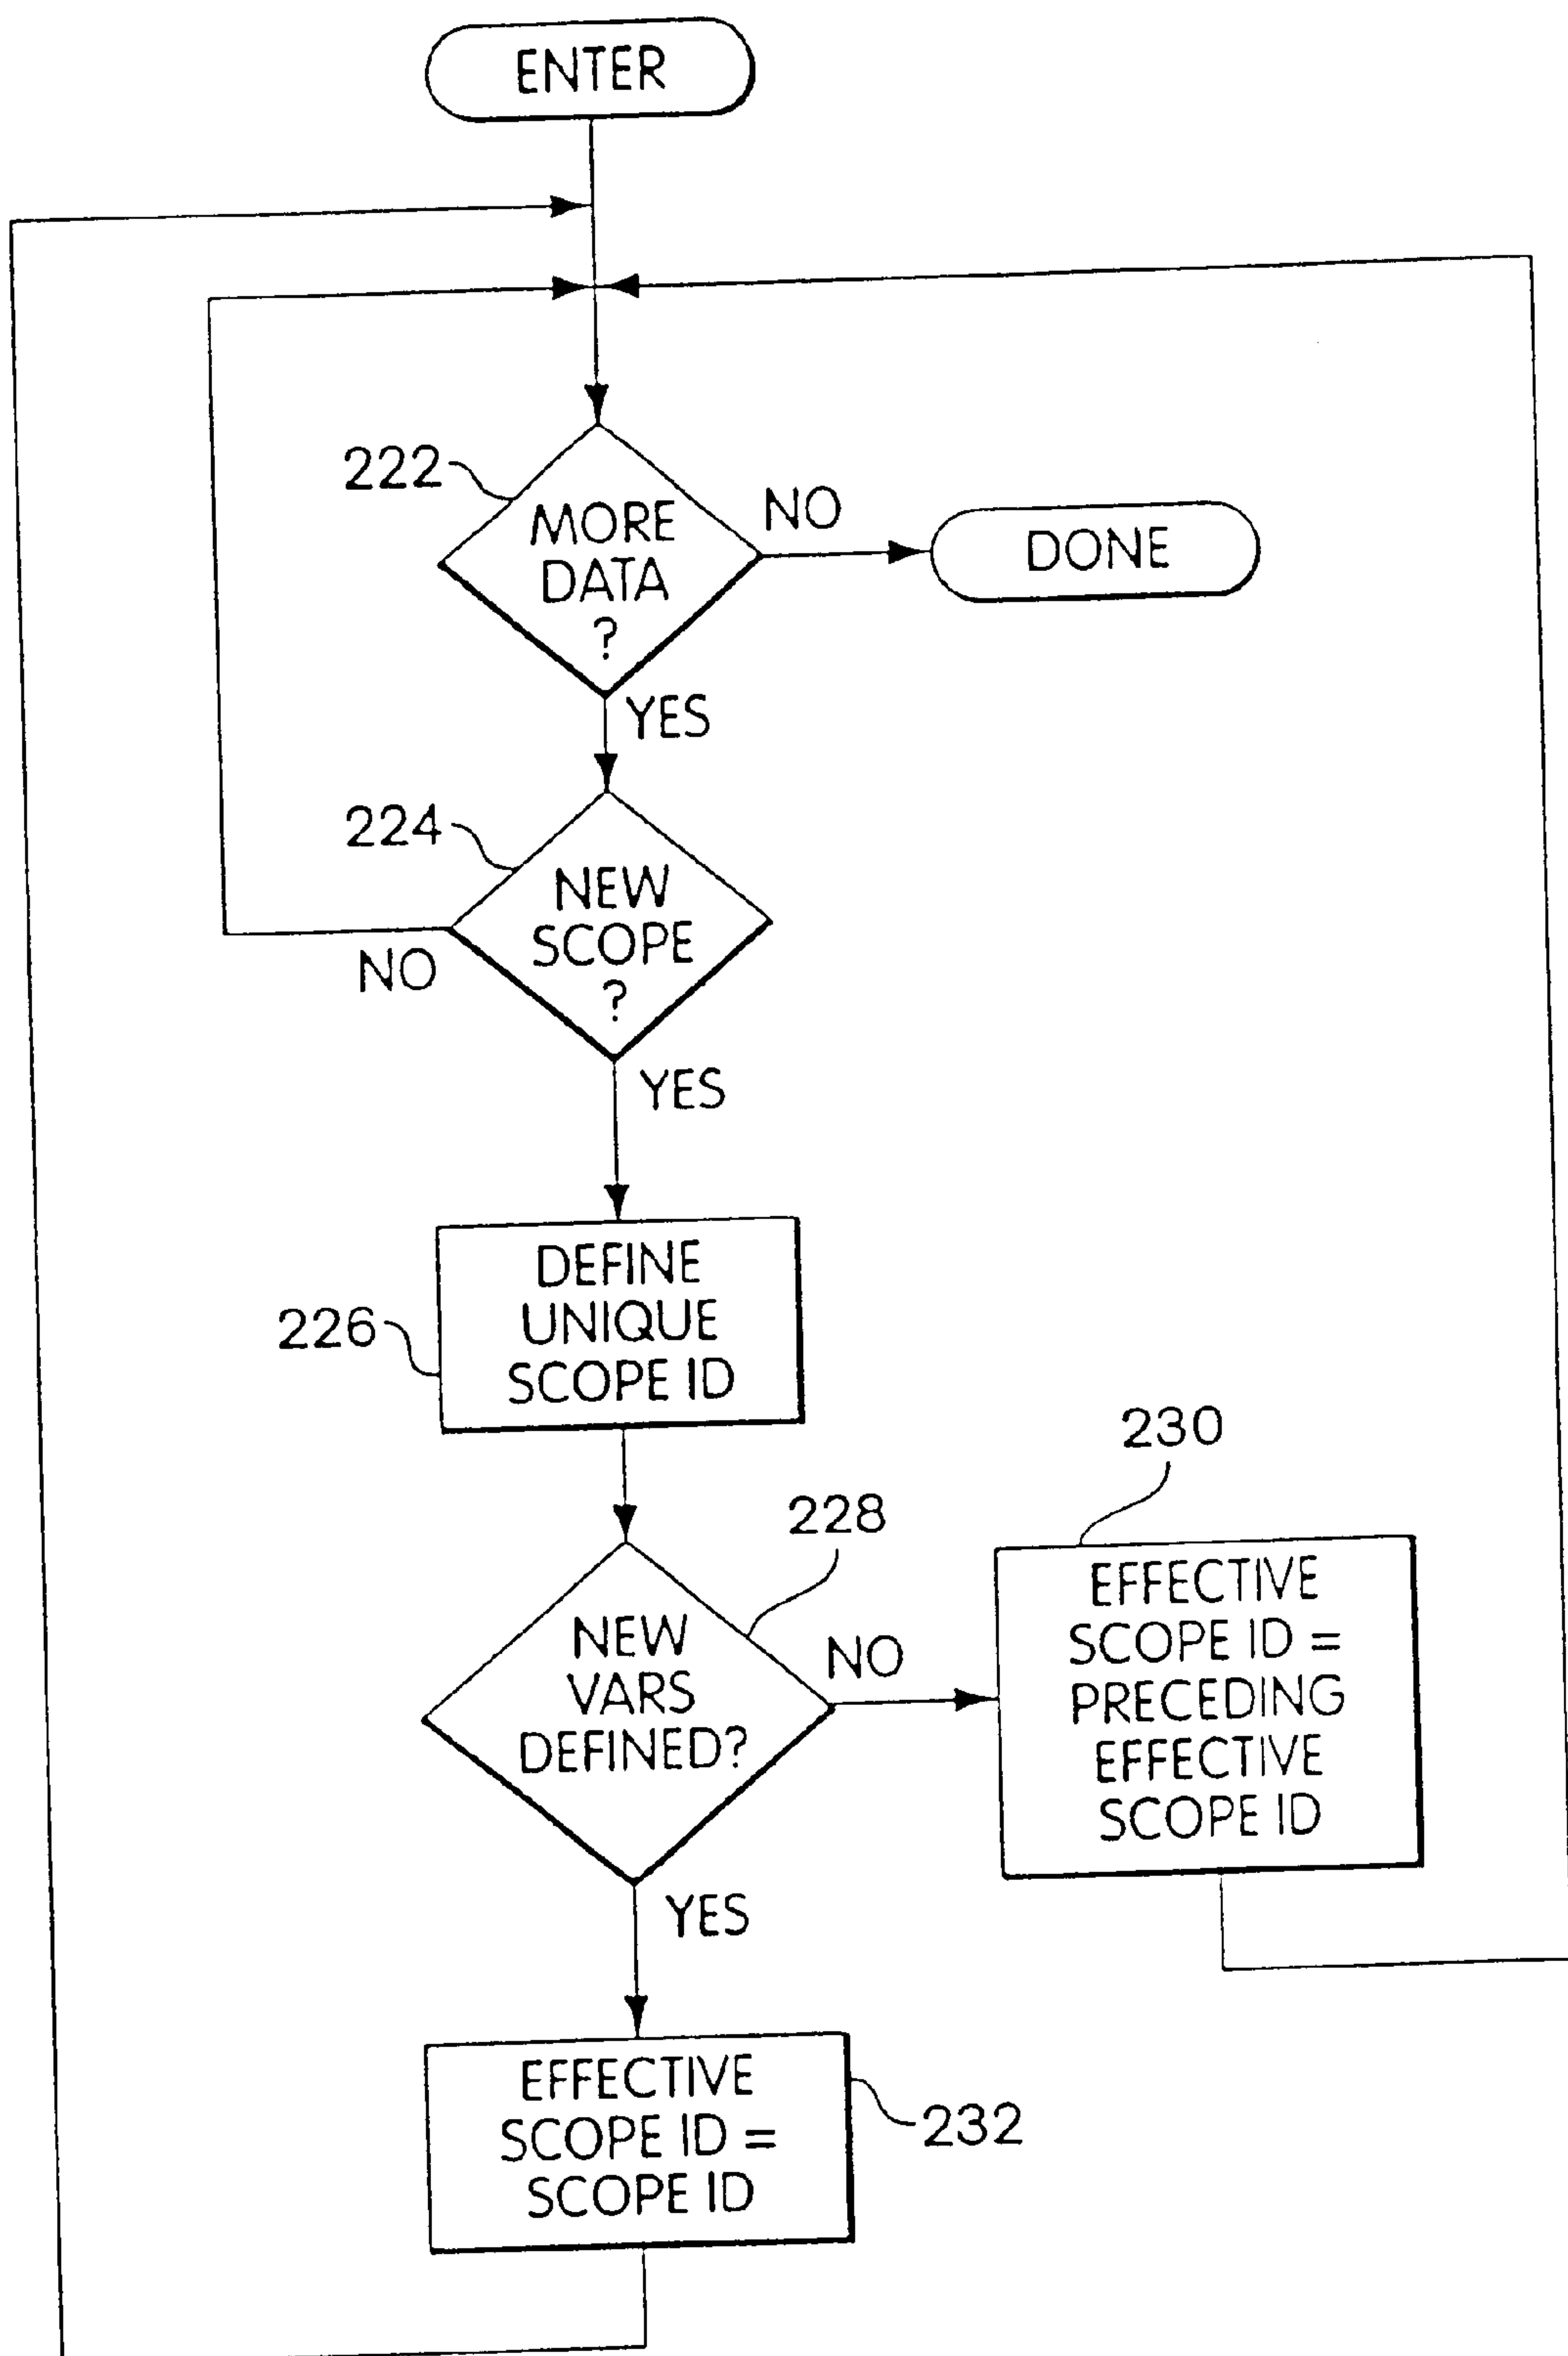 ENTER
222
MORE
DATA
?
NO
DONE
YES
224
NEW
SCOPE
?
NO
YES
226
DEFINE
UNIQUE
SCOPE ID
228
NEW
VARS
DEFINED?
NO
230
EFFECTIVE
SCOPE ID =
PRECEDING
EFFECTIVE
SCOPE ID
YES
EFFECTIVE
SCOPE ID =
SCOPE ID
232